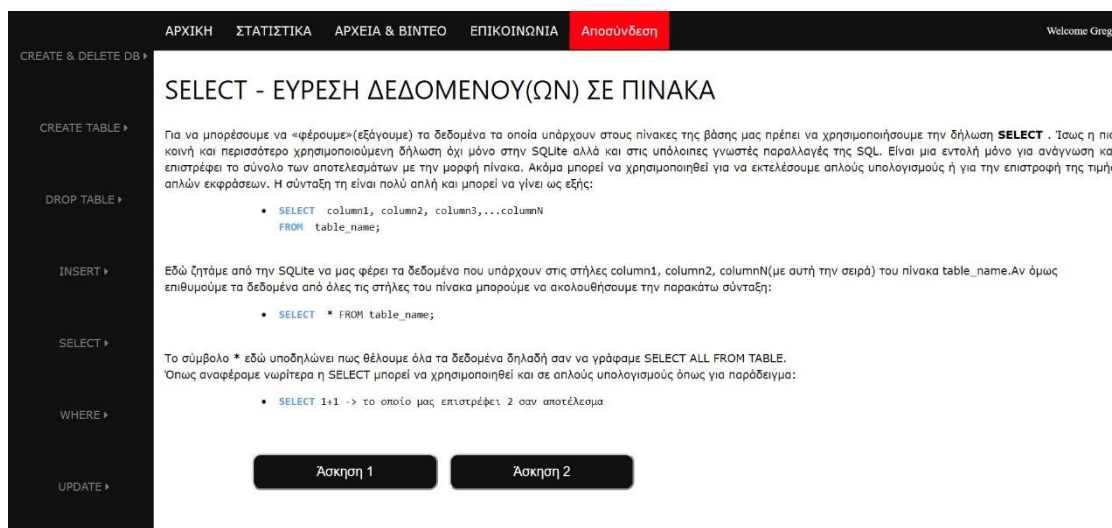 ΑΡΧΙΚΗ ΣΤΑΤΙΣΤΙΚΑ ΑΡΧΕΙΑ & ΒΙΝΤΕΟ ΕΠΙΚΟΙΝΩΝΙΑ Αποσύνδεση Welcome Greg
CREATE & DELETE DB
CREATE TABLE
DROP TABLE
INSERT
SELECT
WHERE
UPDATE
SELECT - ΕΥΡΕΣΗ ΔΕΔΟΜΕΝΟΥ(ΩΝ) ΣΕ ΠΙΝΑΚΑ
Για να μπορέσουμε να «φέρουμε»(εξάγουμε) τα δεδομένα τα οποία υπάρχουν στους πίνακες της βάσης μας πρέπει να χρησιμοποιήσουμε την δήλωση SELECT . Ίσως η πιο
κοινή και περισσότερο χρησιμοποιούμενη δήλωση όχι μόνο στην SQLite αλλά και στις υπόλοιπες γνωστές παραλλαγές της SQL. Είναι μια εντολή μόνο για ανάγνωση και
επιστρέφει το σύνολο των αποτελεσμάτων με την μορφή πίνακα. Ακόμα μπορεί να χρησιμοποιηθεί για να εκτελέσουμε απλούς υπολογισμούς ή για την επιστροφή της τιμής
απλών εκφράσεων. Η σύνταξη τη είναι πολύ απλή και μπορεί να γίνει ως εξής:
• SELECT column1, column2, column3,...columnN
FROM table_name;
Εδώ ζητάμε από την SQLite να μας φέρει τα δεδομένα που υπάρχουν στις στήλες column1, column2, columnN(με αυτή την σειρά) του πίνακα table_name.Αν όμως
επιθυμούμε τα δεδομένα από όλες τις στήλες του πίνακα μπορούμε να ακολουθήσουμε την παρακάτω σύνταξη:
• SELECT * FROM table_name;
Το σύμβολο * εδώ υποδηλώνει πως θέλουμε όλα τα δεδομένα δηλαδή σαν να γράφαμε SELECT ALL FROM TABLE.
Όπως αναφέραμε νωρίτερα η SELECT μπορεί να χρησιμοποιηθεί και σε απλούς υπολογισμούς όπως για παράδειγμα:
• SELECT 1+1 -> το οποίο μας επιστρέφει 2 σαν αποτέλεσμα
Άσκηση 1 Άσκηση 2